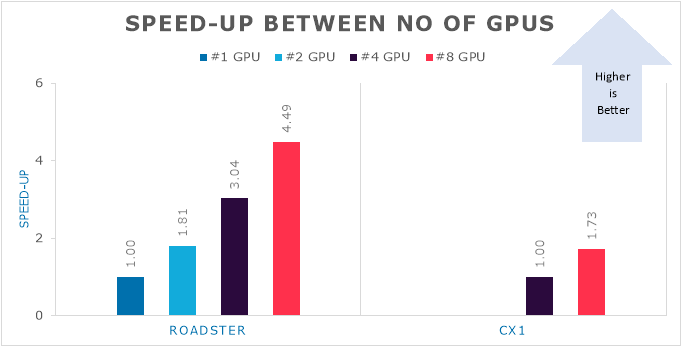 SPEED-UP BETWEEN NO OF GPUS
#1 GPU #2 GPU #4 GPU #8 GPU
Higher
is
Better
SPEED-UP
6
4
2
0
1.00
1.81
3.04
4.49
1.00
1.73
ROADSTER
CX1